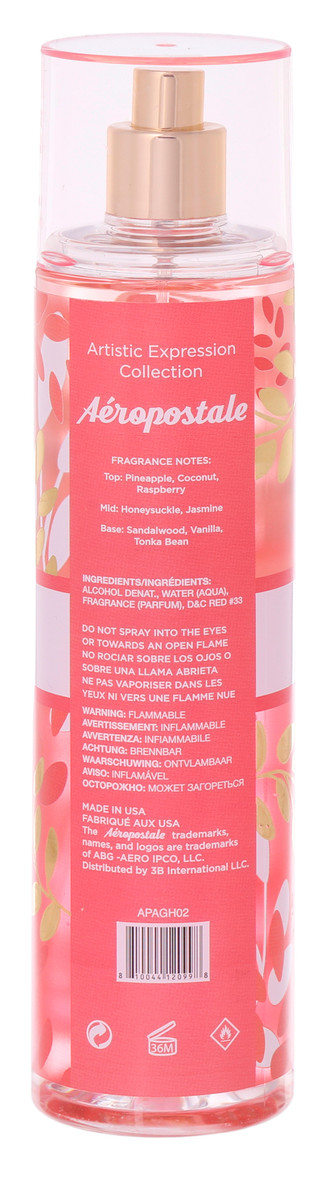 Artistic Expression
Collection
Aéropostale
FRAGRANCE NOTES:
Top: Pineapple, Coconut,
Raspberry
Mid: Honeysuckle, Jasmine
Base: Sandalwood, Vanilla,
Tonka Bean
INGREDIENTS/INGRÉDIENTS:
ALCOHOL DENAT., WATER (AQUA),
FRAGRANCE (PARFUM), D&C RED #33
DO NOT SPRAY INTO THE EYES
OR TOWARDS AN OPEN FLAME
NO ROCIAR SOBRE LOS OJOS O
SOBRE UNA LLAMA ABRIETA
NE PAS VAPORISER DANS LES
YEUX NI VERS UNE FLAMME NUE
WARNING: FLAMMABLE
AVERTISSEMENT: INFLAMMABLE
AVVERTENZA: INFIAMMABILE
ACHTUNG: BRENNBAR
WAARSCHUWING: ONTVLAMBAAR
AVISO: INFLAMÁVEL
ОСТОРОЖНО: МОЖЕТ ЗАГОРЕТЬСЯ
MADE IN USA
FABRIQUÉ AUX USA
The Aéropostale trademarks,
names, and logos are trademarks
of ABG -AERO IPCO, LLC.
Distributed by 3B International LLC.
APAGH02
8 10044 12099 8
36M